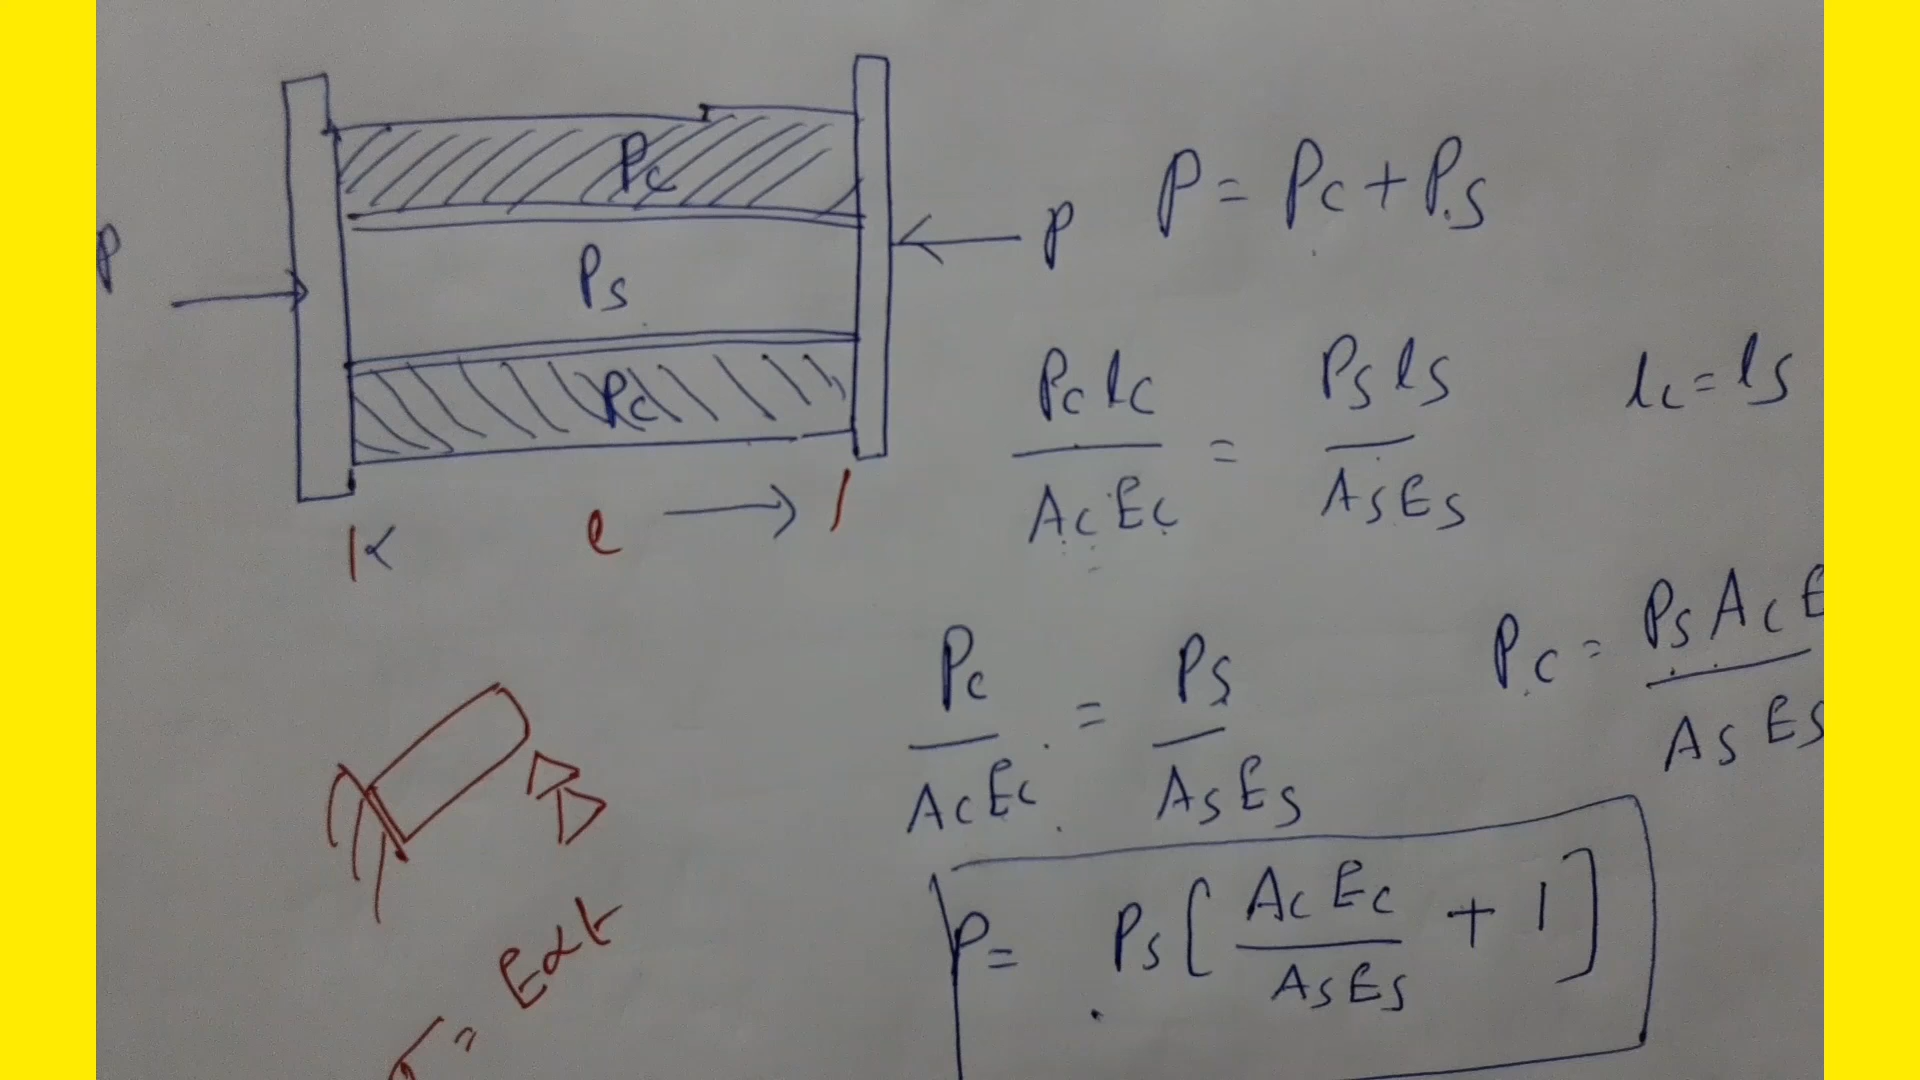 Pc
P
Ps
P
Pc
l
P = Pc + Ps
Pc lc / Ac Ec = Ps ls / As Es
lc = ls
Pc / Ac Ec = Ps / As Es
Pc = Ps Ac E / As Es
P = Ps [ Ac Ec / As Es + 1 ]
σ = Eαt